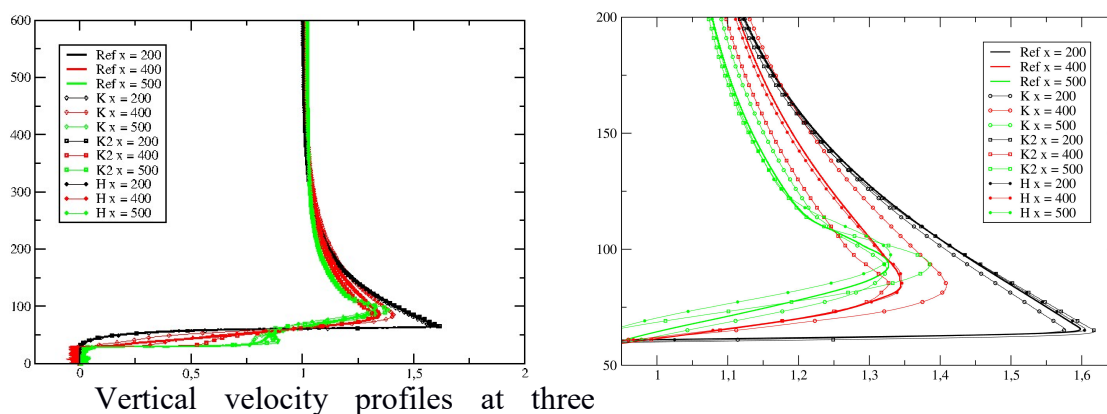 600
500
400
300
200
100
0
0
0,5
1
1,5
2
Ref x = 200
Ref x = 400
Ref x = 500
K x = 200
K x = 400
K x = 500
K2 x = 200
K2 x = 400
K2 x = 500
H x = 200
H x = 400
H x = 500
200
150
100
50
1
1,1
1,2
1,3
1,4
1,5
1,6
Ref x = 200
Ref x = 400
Ref x = 500
K x = 200
K x = 400
K x = 500
K2 x = 200
K2 x = 400
K2 x = 500
H x = 200
H x = 400
H x = 500
Vertical velocity profiles at three